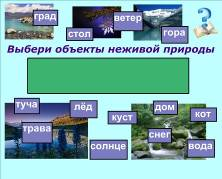 град
ветер
стол
гора
Выбери объекты неживой природы
туча
лёд
дом
кот
куст
трава
снег
солнце
вода